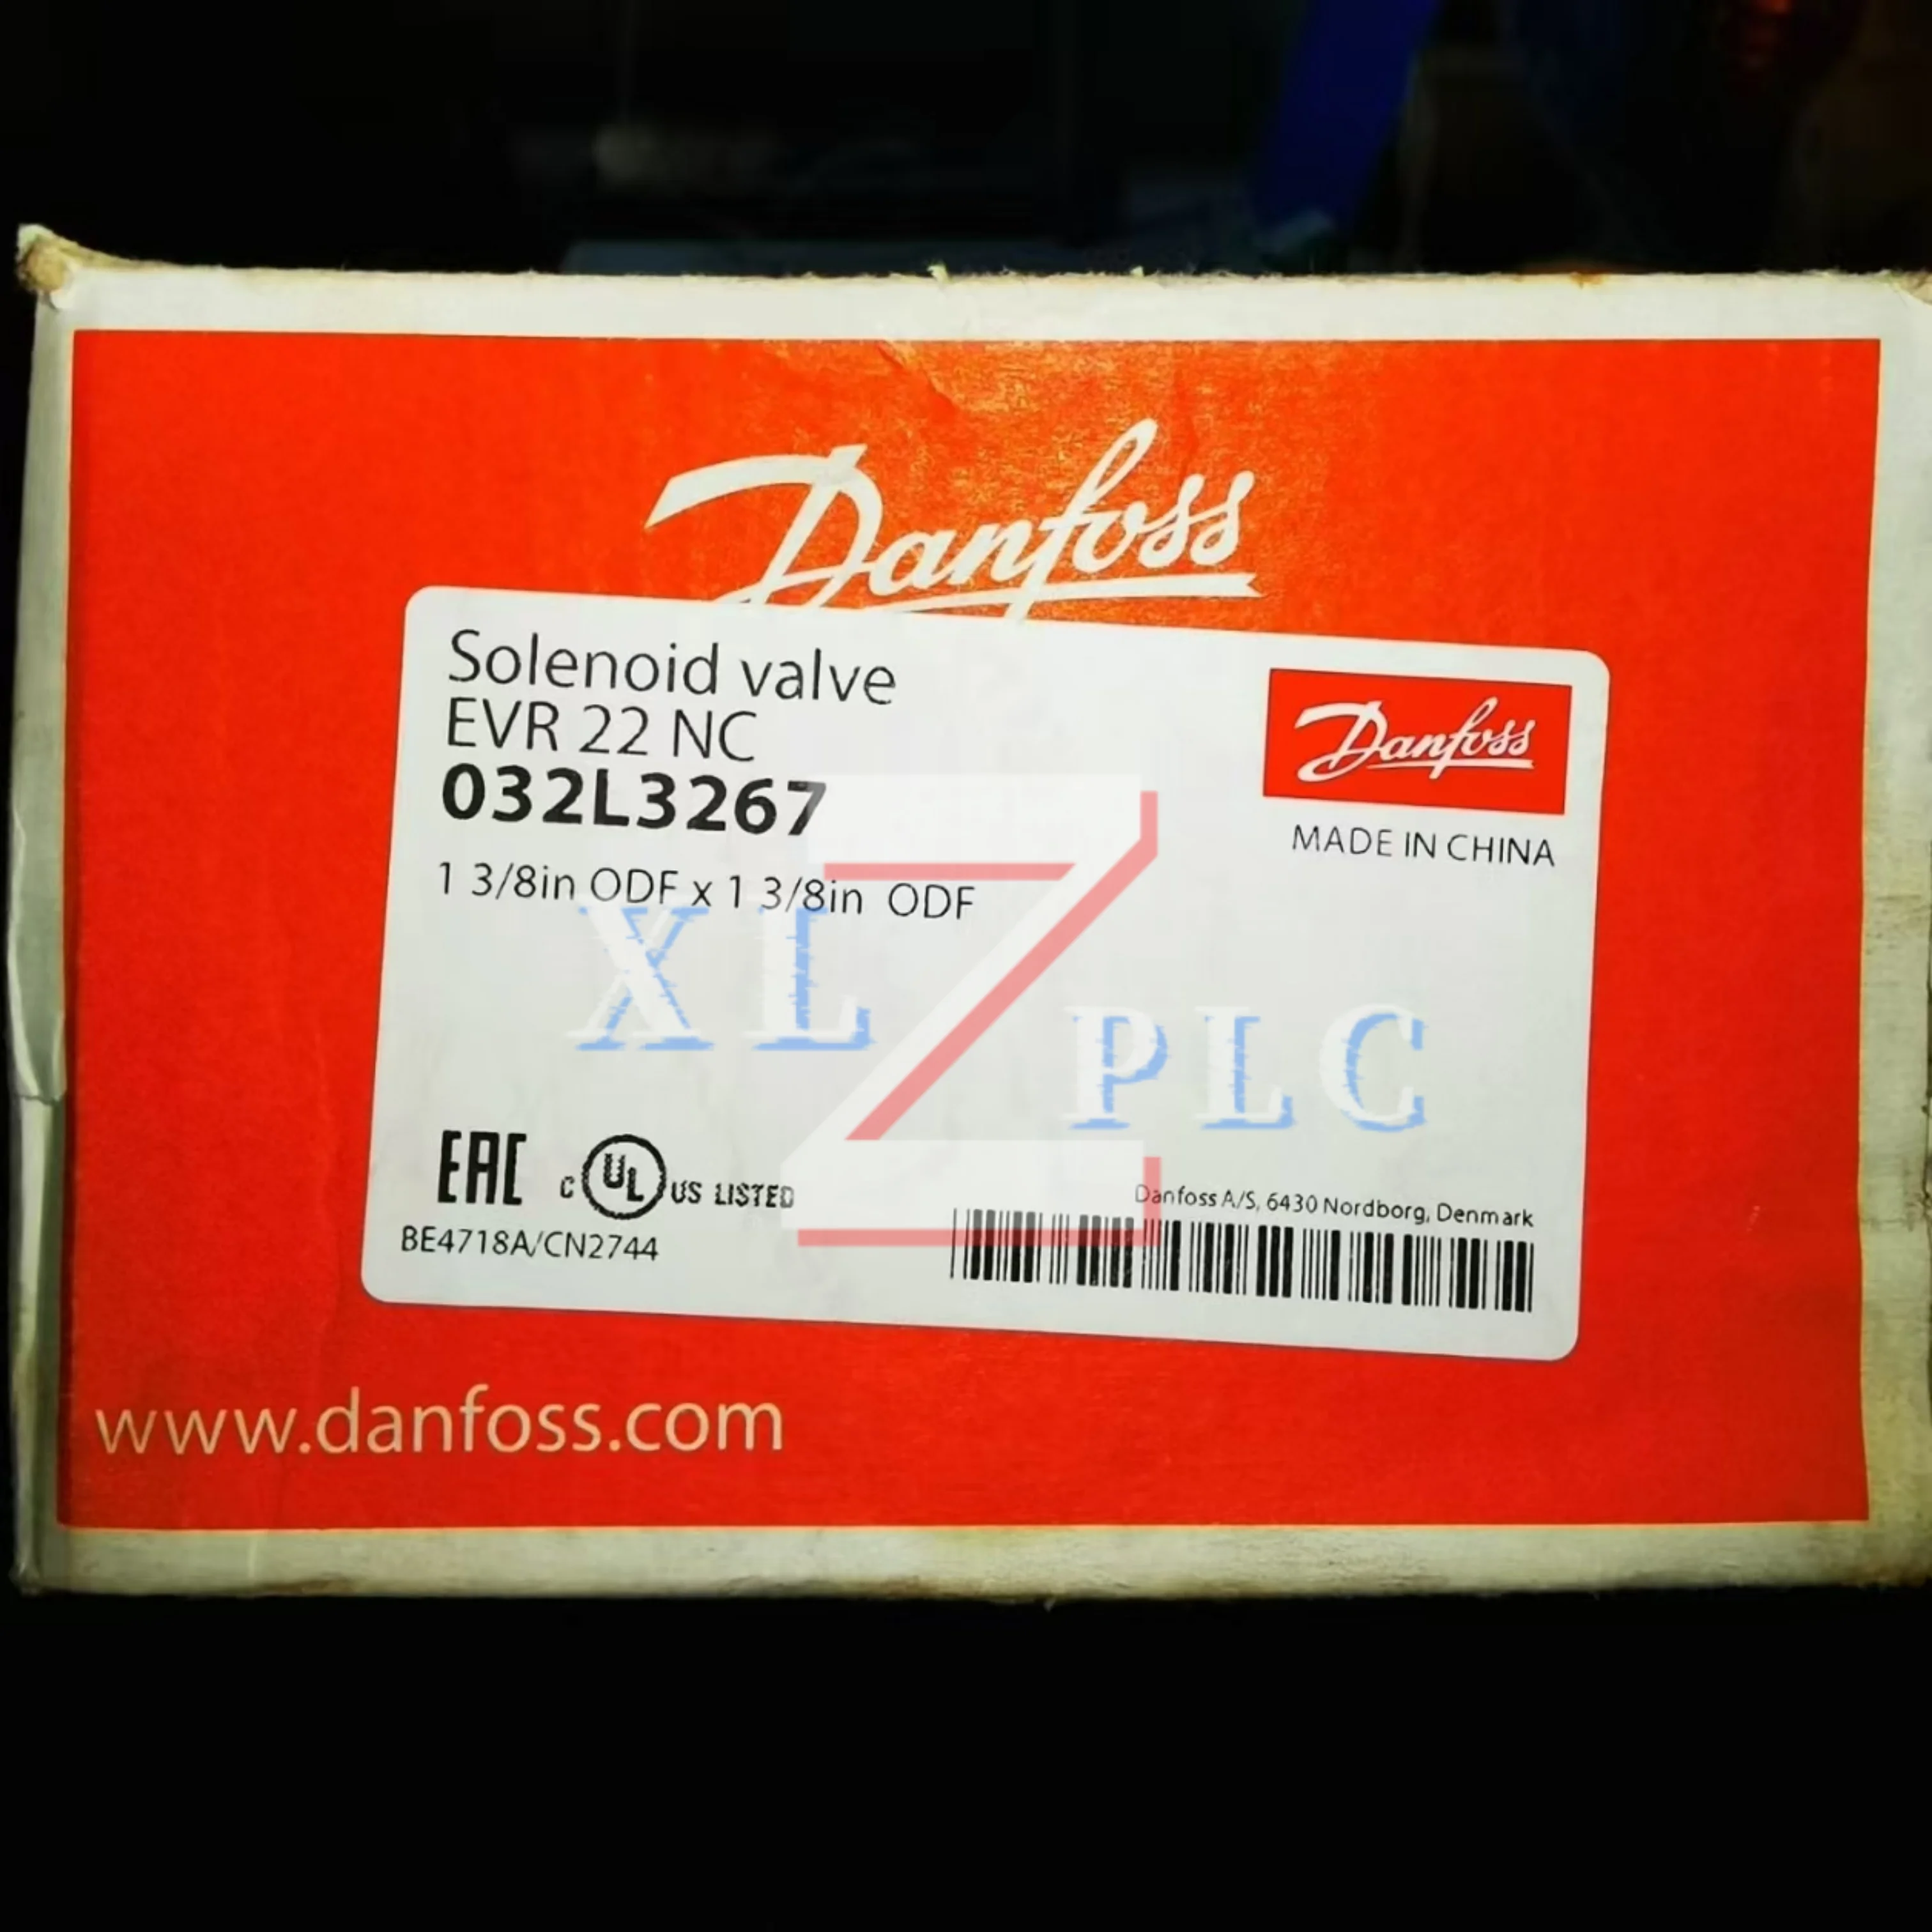 Danfoss
Solenoid valve
EVR 22 NC
032L3267
1 3/8in ODF x 1 3/8in ODF
Danfoss
MADE IN CHINA
XLZ PLC
EAC
C UL US LISTED
BE4718A/CN2744
Danfoss A/S, 6430 Nordborg, Denmark
www.danfoss.com